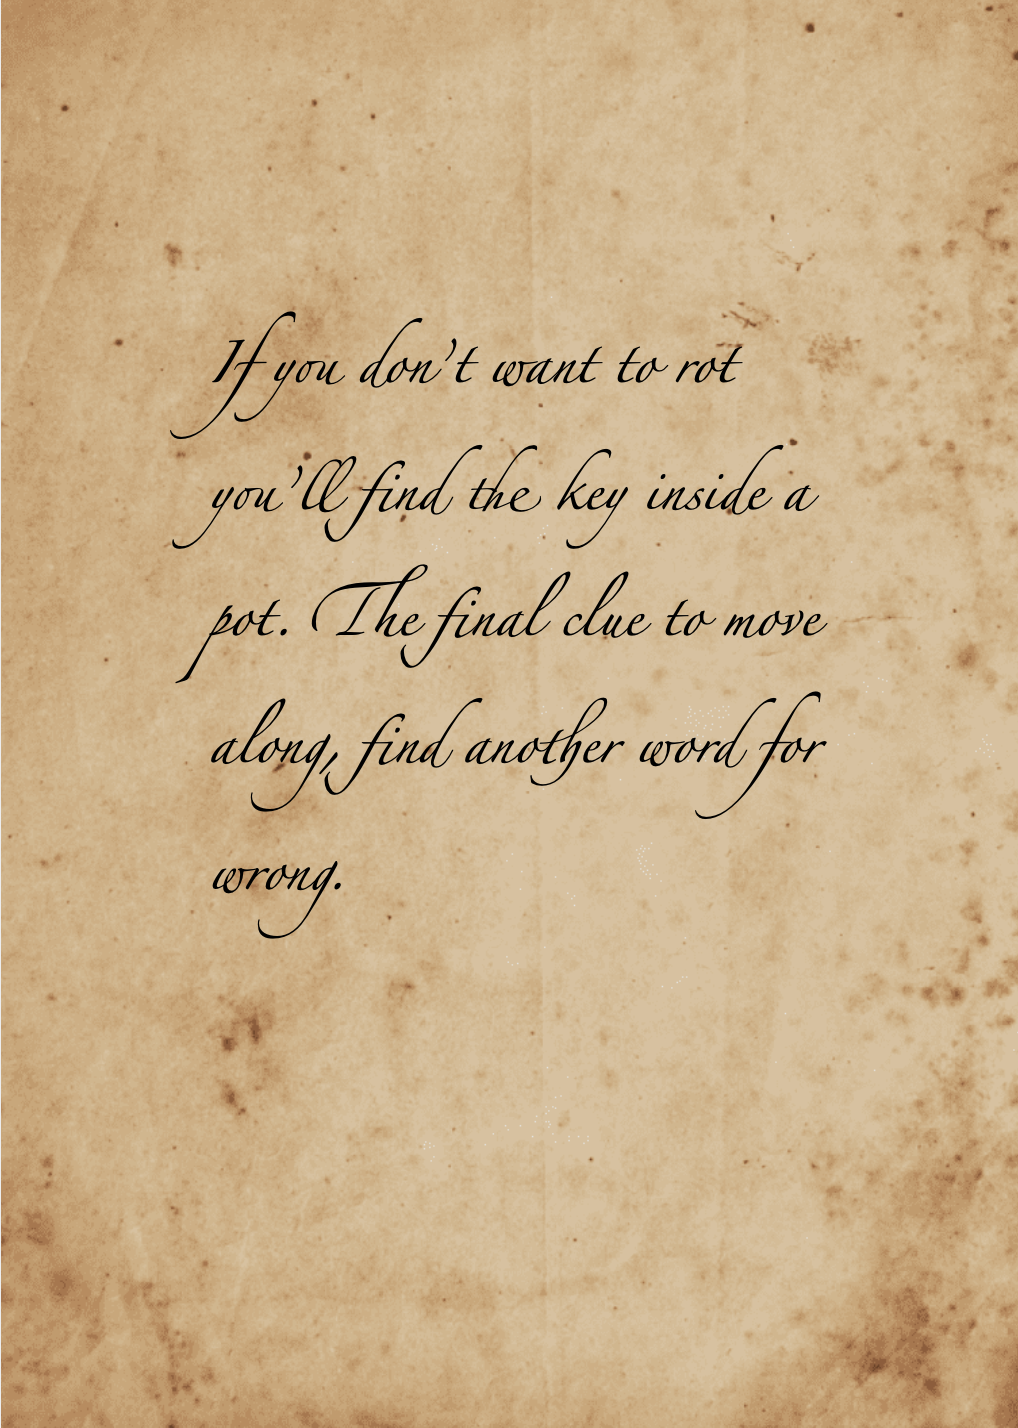 If you don't want to rot
you'll find the key inside a
pot. The final clue to move
along, find another word for
wrong.